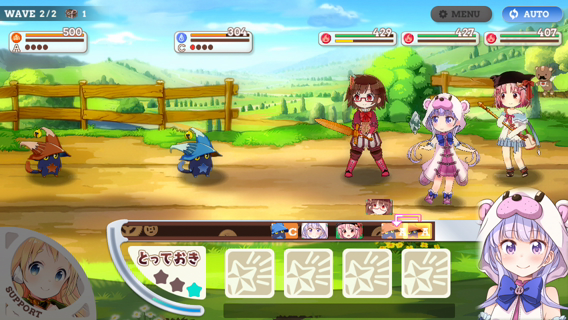 WAVE 2/2 1
MENU
AUTO
500
A
304
C
429
427
407
C
A
とっておき
SUPPORT